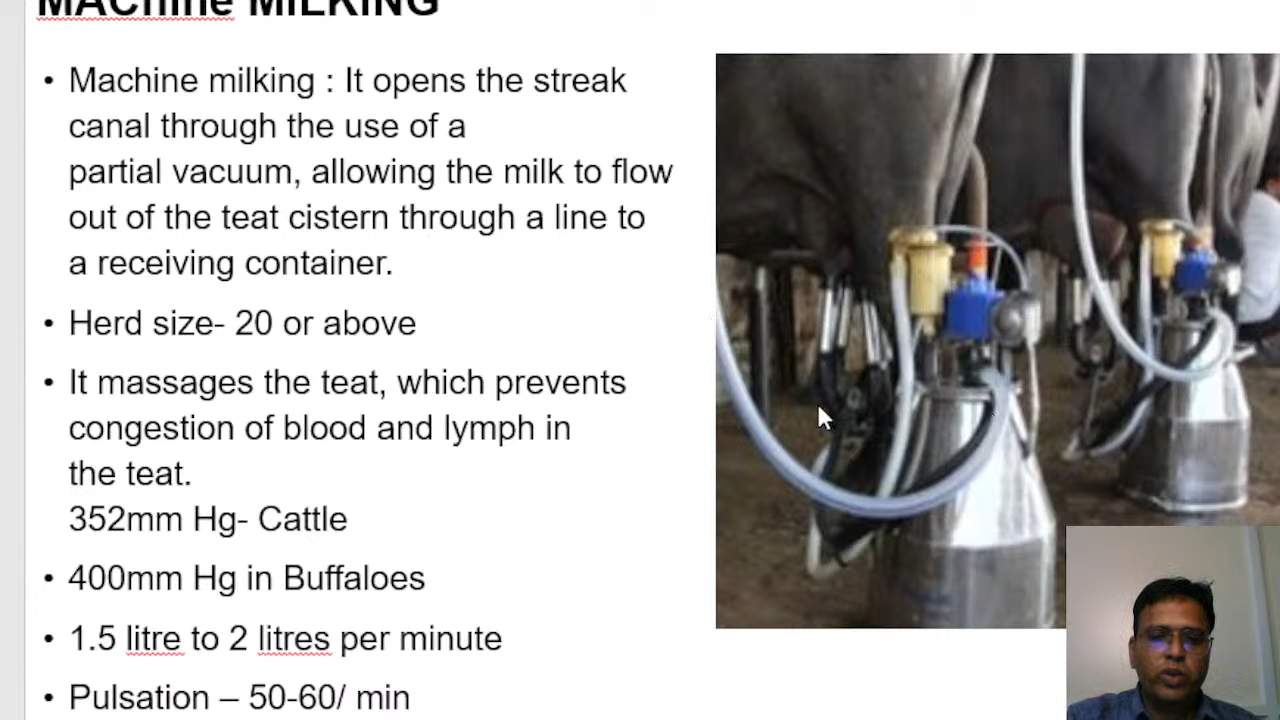 MAChine MILKING
• Machine milking : It opens the streak
canal through the use of a
partial vacuum, allowing the milk to flow
out of the teat cistern through a line to
a receiving container.
• Herd size- 20 or above
• It massages the teat, which prevents
congestion of blood and lymph in
the teat.
352mm Hg- Cattle
• 400mm Hg in Buffaloes
• 1.5 litre to 2 litres per minute
• Pulsation – 50-60/ min